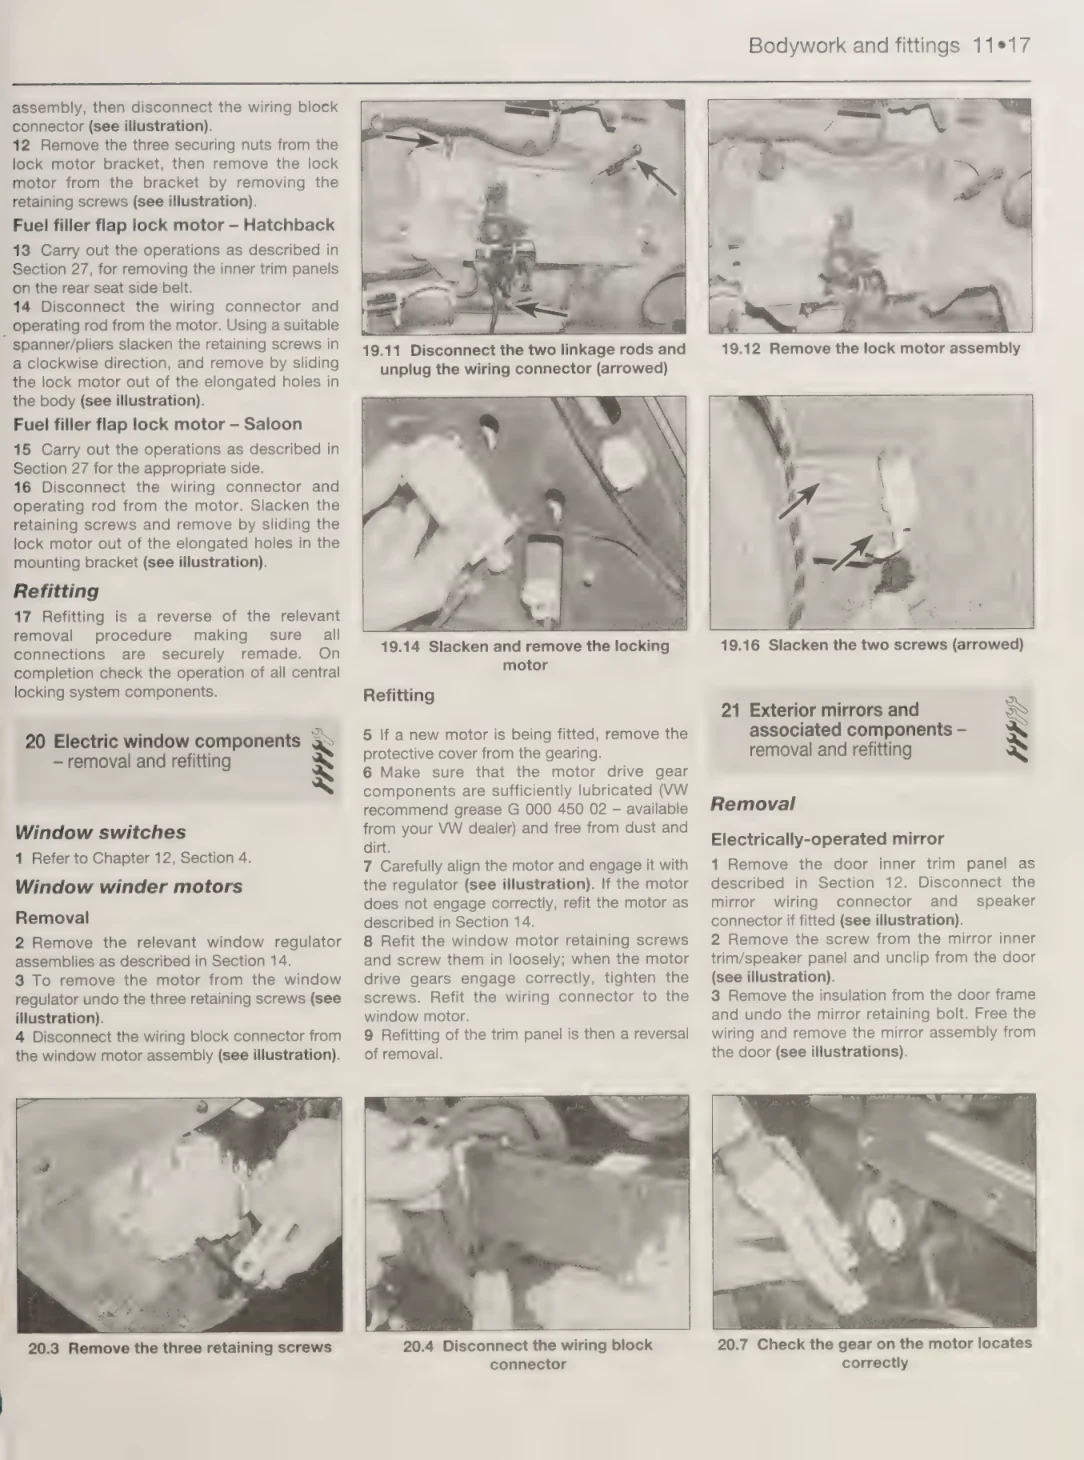 Bodywork and fittings 11•17
assembly, then disconnect the wiring block
connector (see illustration).
12 Remove the three securing nuts from the
lock motor bracket, then remove the lock
motor from the bracket by removing the
retaining screws (see illustration).
Fuel filler flap lock motor – Hatchback
13 Carry out the operations as described in
Section 27, for removing the inner trim panels
on the rear seat side belt.
14 Disconnect the wiring connector and
operating rod from the motor. Using a suitable
spanner/pliers slacken the retaining screws in
a clockwise direction, and remove by sliding
the lock motor out of the elongated holes in
the body (see illustration).
Fuel filler flap lock motor – Saloon
15 Carry out the operations as described in
Section 27 for the appropriate side.
16 Disconnect the wiring connector and
operating rod from the motor. Slacken the
retaining screws and remove by sliding the
lock motor out of the elongated holes in the
mounting bracket (see illustration).
Refitting
17 Refitting is a reverse of the relevant
removal procedure making sure all
connections are securely remade. On
completion check the operation of all central
locking system components.
20 Electric window components
– removal and refitting
Window switches
1 Refer to Chapter 12, Section 4.
Window winder motors
Removal
2 Remove the relevant window regulator
assemblies as described in Section 14.
3 To remove the motor from the window
regulator undo the three retaining screws (see
illustration).
4 Disconnect the wiring block connector from
the window motor assembly (see illustration).
19.11 Disconnect the two linkage rods and
unplug the wiring connector (arrowed)
19.12 Remove the lock motor assembly
19.14 Slacken and remove the locking
motor
19.16 Slacken the two screws (arrowed)
Refitting
5 If a new motor is being fitted, remove the
protective cover from the gearing.
6 Make sure that the motor drive gear
components are sufficiently lubricated (VW
recommend grease G 000 450 02 – available
from your VW dealer) and free from dust and
dirt.
7 Carefully align the motor and engage it with
the regulator (see illustration). If the motor
does not engage correctly, refit the motor as
described in Section 14.
8 Refit the window motor retaining screws
and screw them in loosely; when the motor
drive gears engage correctly, tighten the
screws. Refit the wiring connector to the
window motor.
9 Refitting of the trim panel is then a reversal
of removal.
21 Exterior mirrors and
associated components –
removal and refitting
Removal
Electrically-operated mirror
1 Remove the door inner trim panel as
described in Section 12. Disconnect the
mirror wiring connector and speaker
connector if fitted (see illustration).
2 Remove the screw from the mirror inner
trim/speaker panel and unclip from the door
(see illustration).
3 Remove the insulation from the door frame
and undo the mirror retaining bolt. Free the
wiring and remove the mirror assembly from
the door (see illustrations).
20.3 Remove the three retaining screws
20.4 Disconnect the wiring block
connector
20.7 Check the gear on the motor locates
correctly